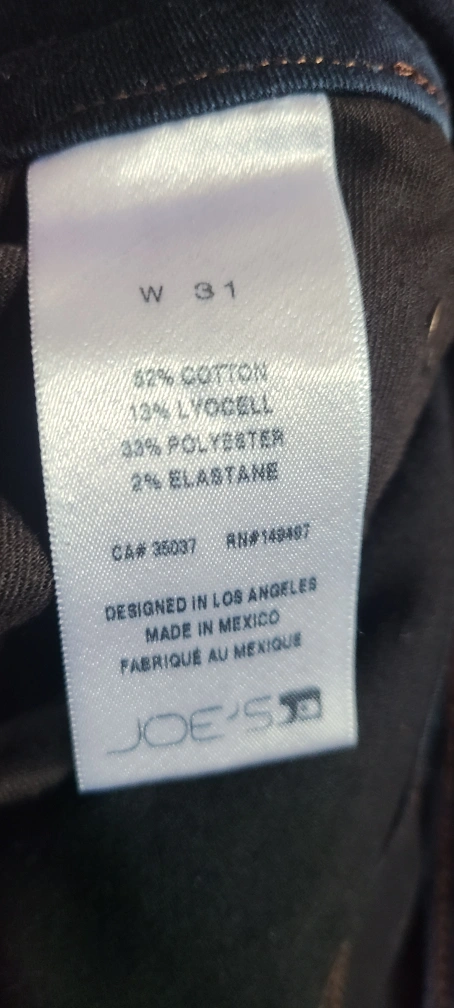 W 31
52% COTTON
13% LYOCELL
33% POLYESTER
2% ELASTANE
CA# 35037 RN#149497
DESIGNED IN LOS ANGELES
MADE IN MEXICO
FABRIQUÉ AU MEXIQUE
JOE'S